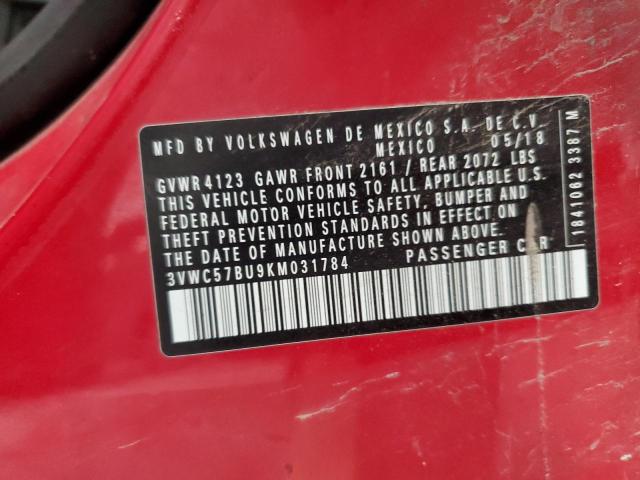 MFD BY VOLKSWAGEN DE MEXICO S.A. DE C.V.
MEXICO 05/18
GVWR 4123 GAWR FRONT 2161 / REAR 2072 LBS
THIS VEHICLE CONFORMS TO ALL APPLICABLE U.S.
FEDERAL MOTOR VEHICLE SAFETY, BUMPER AND
THEFT PREVENTION STANDARDS IN EFFECT ON
THE DATE OF MANUFACTURE SHOWN ABOVE.
3VWC57BU9KM031784 PASSENGER CAR
1841062 3387 M